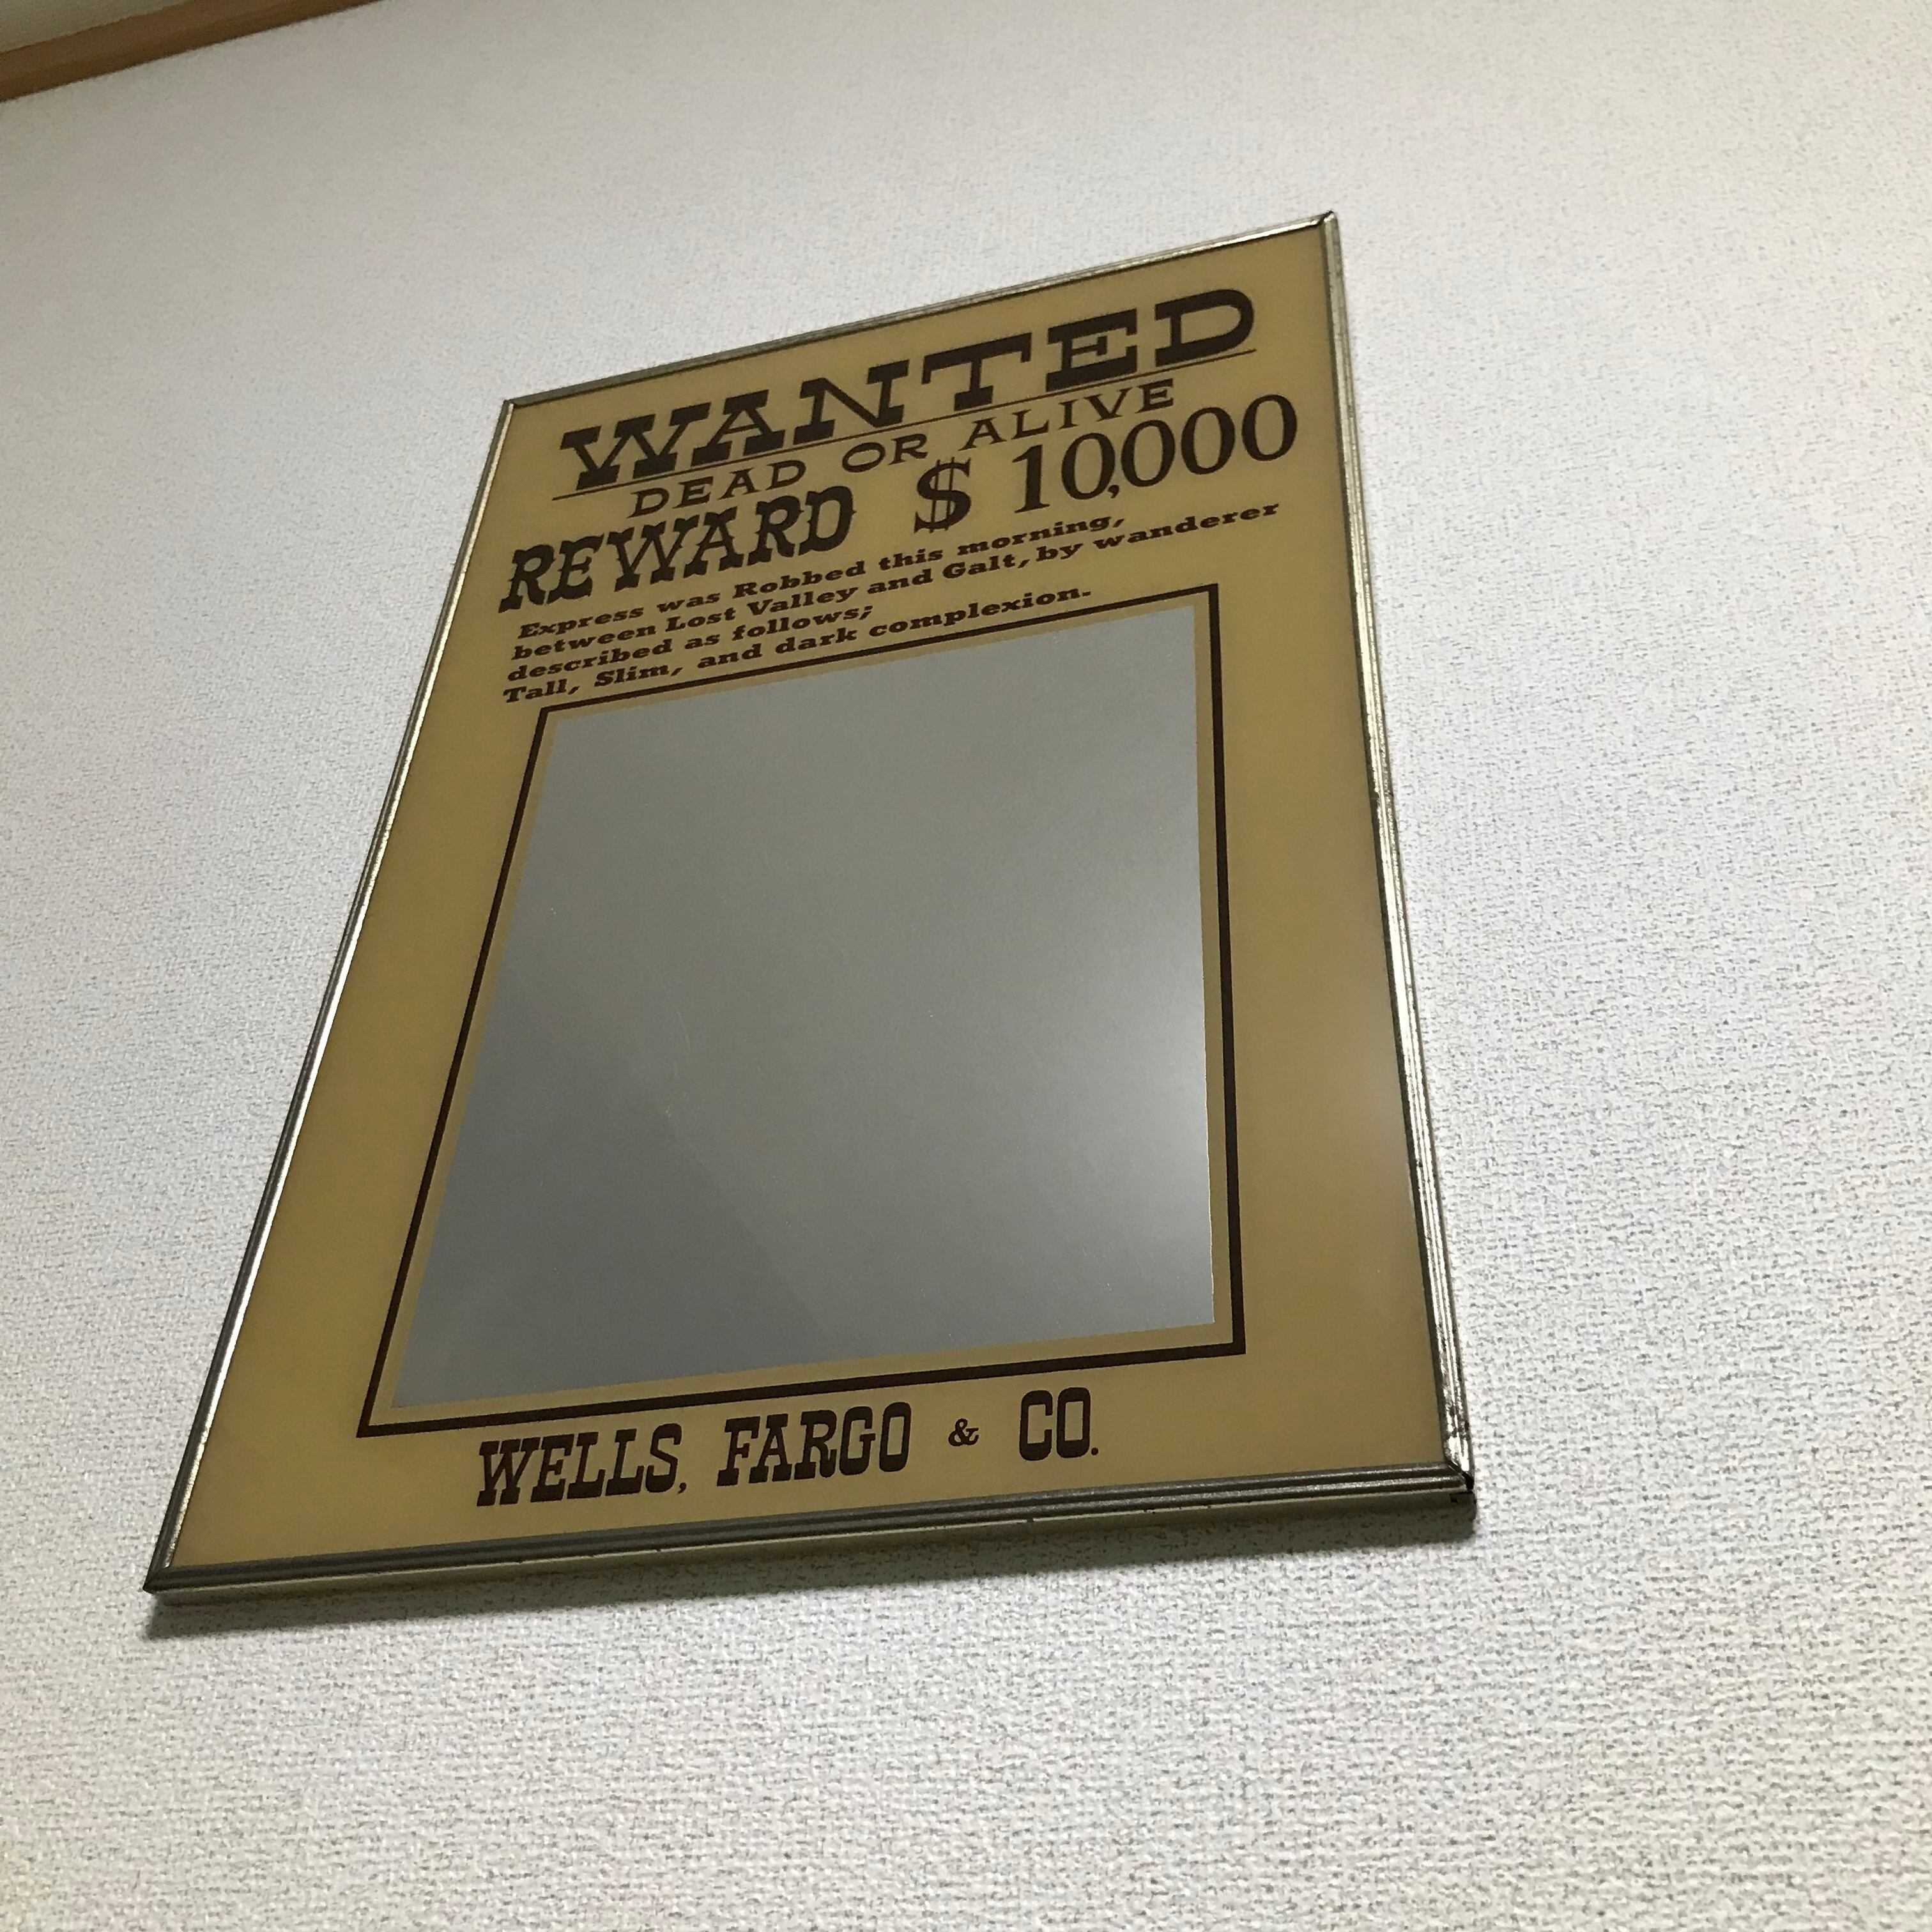 WANTED
DEAD OR ALIVE
REWARD $10,000
Express was Robbed this morning,
between Lost Valley and Galt, by wanderer
described as follows;
Tall, Slim, and dark complexion.
WELLS, FARGO & CO.